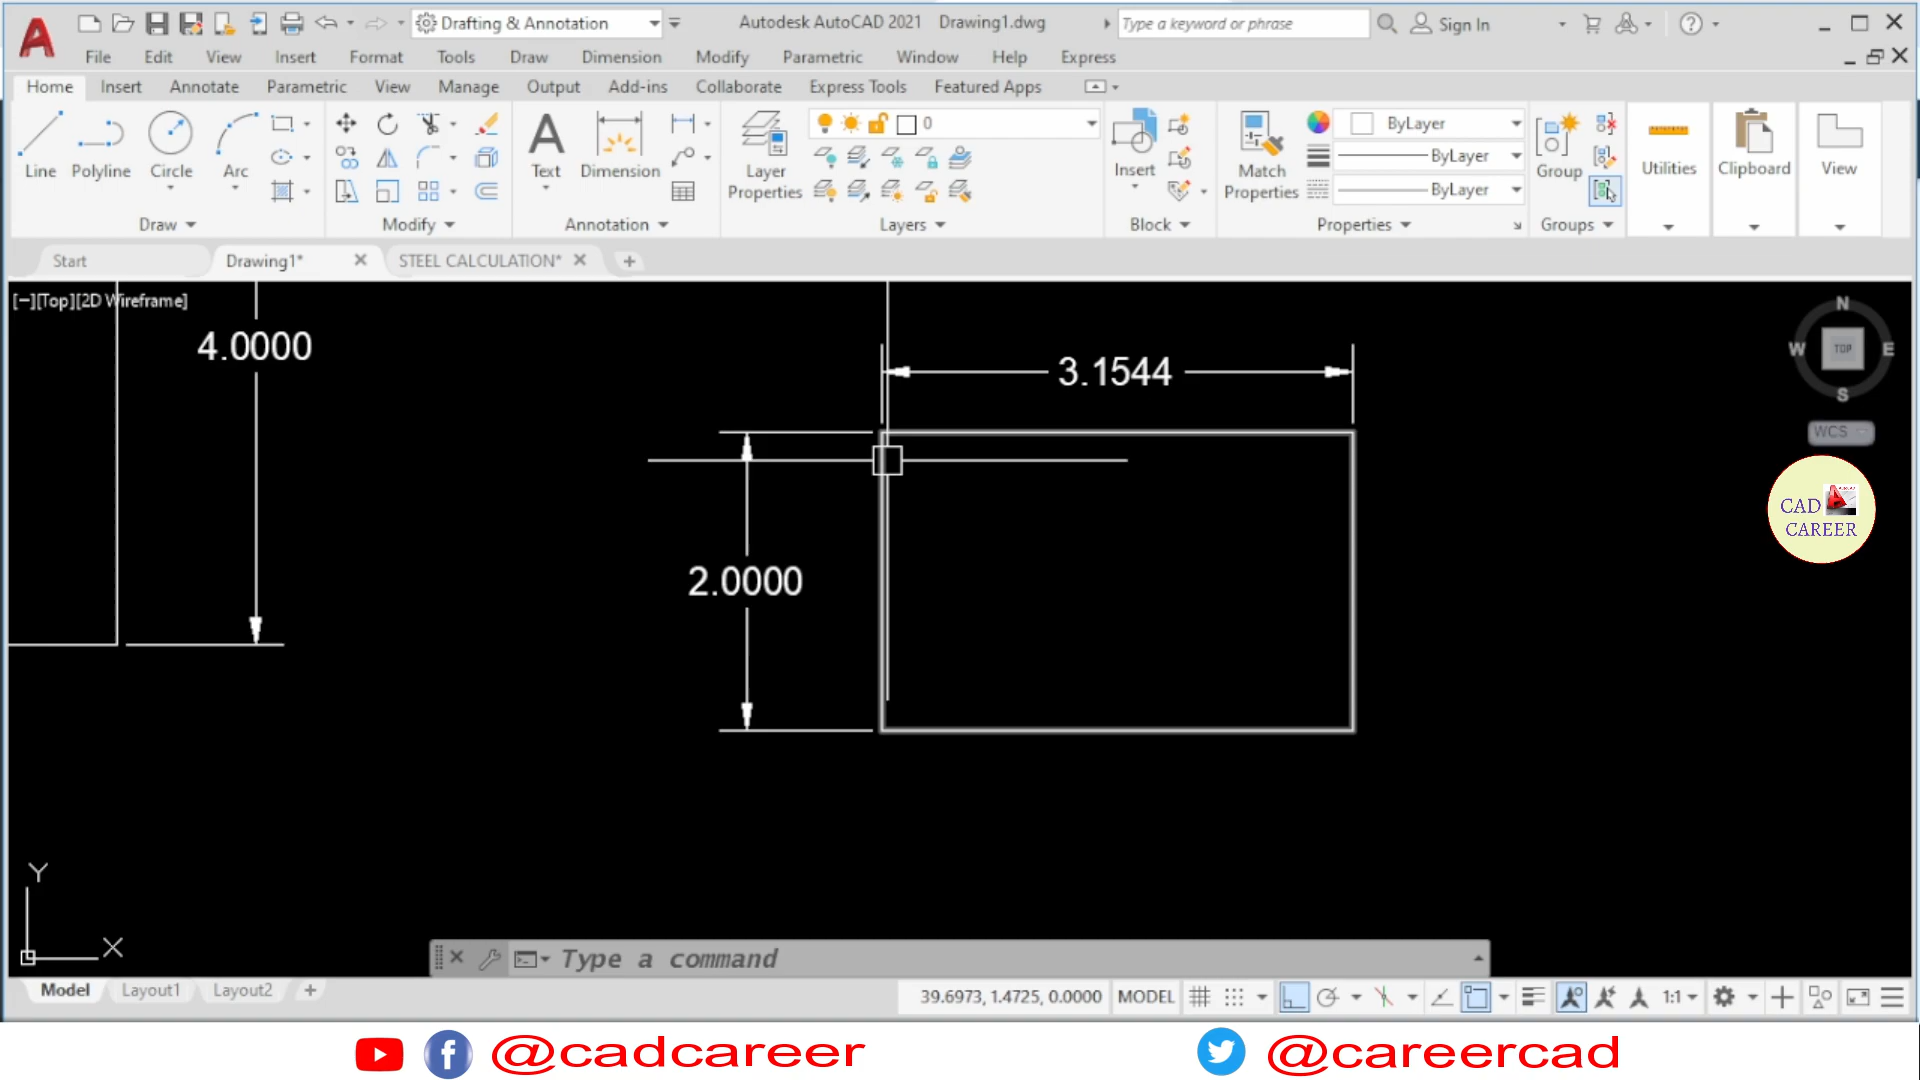 Drafting & Annotation
Autodesk AutoCAD 2021 Drawing1.dwg
Type a keyword or phrase
Sign In
File Edit View Insert Format Tools Draw Dimension Modify Parametric Window Help Express
Home Insert Annotate Parametric View Manage Output Add-ins Collaborate Express Tools Featured Apps
0
ByLayer
ByLayer
ByLayer
Line Polyline Circle Arc
Text Dimension
Layer Properties
Insert
Match Properties
Group
Utilities
Clipboard
View
Draw Modify Annotation Layers Block Properties Groups
Start Drawing1* STEEL CALCULATION*
[−][Top][2D Wireframe]
4.0000
3.1544
2.0000
N
W TOP E
S
WCS
CAD
CAREER
Y
X
Type a command
Model Layout1 Layout2
39.6973, 1.4725, 0.0000 MODEL 1:1
@cadcareer @careercad